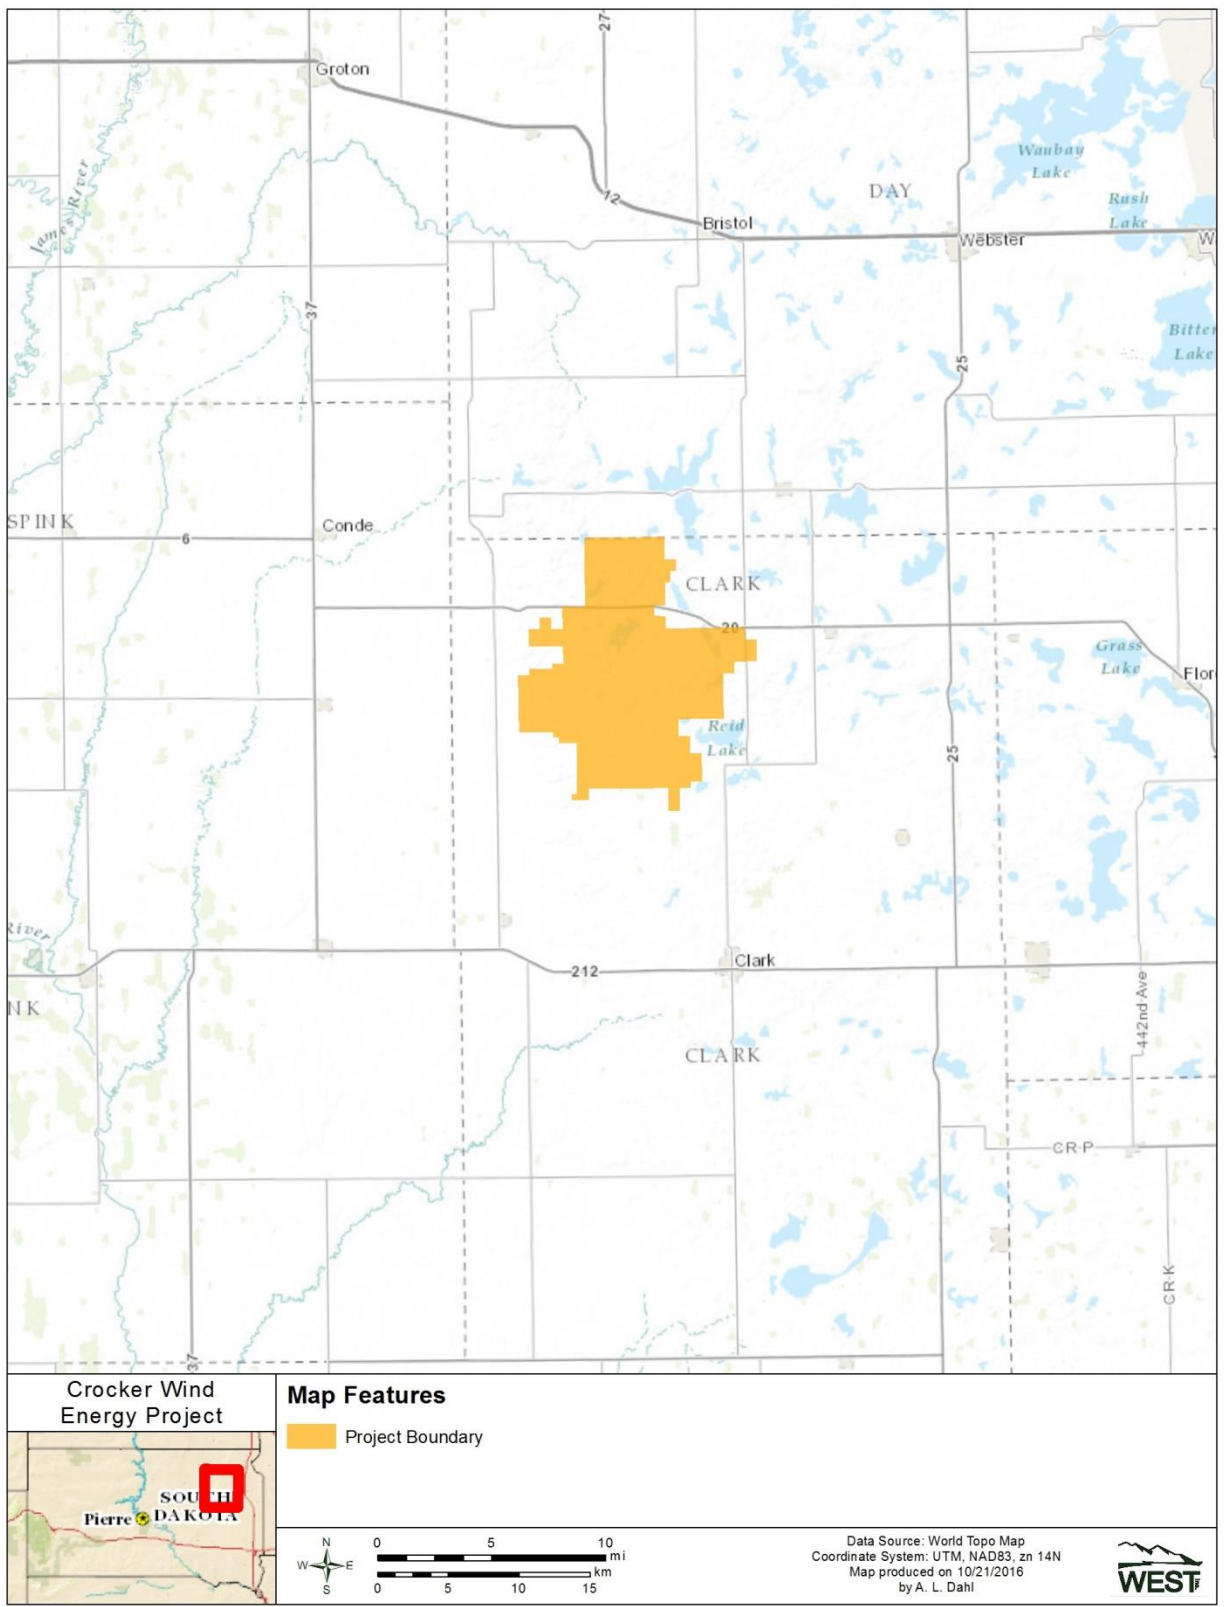 27
Groton
James River
Waubay
Lake
12
DAY
Rush
Lake
Bristol
Webster
37
Bitter
Lake
25
SPINK
Conde
6
CLARK
20
Grass
Lake
Flor
Reid
Lake
25
River
Clark
212
NK
442nd Ave
CLARK
CR P
CR K
37
Crocker Wind
Energy Project
Map Features
Project Boundary
SOUTH
Pierre DAKOTA
N
W E
S
0 5 10
mi
km
0 5 10 15
Data Source: World Topo Map
Coordinate System: UTM, NAD83, zn 14N
Map produced on 10/21/2016
by A. L. Dahl
WEST